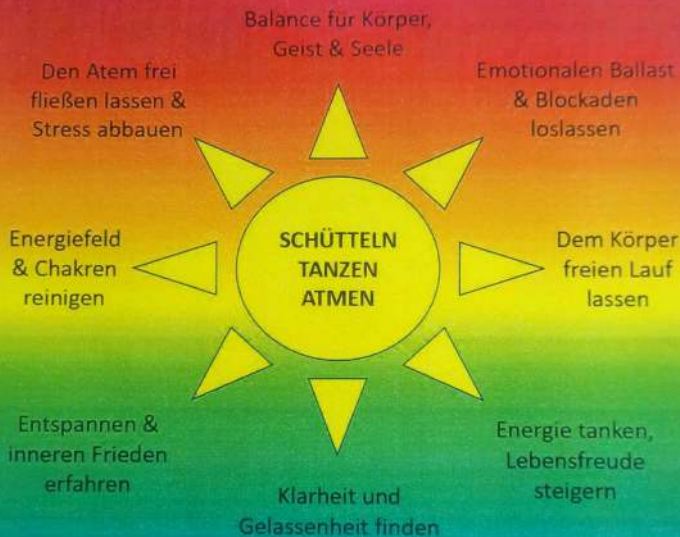 Balance für Körper,
Geist & Seele
Emotionalen Ballast
& Blockaden
loslassen
Dem Körper
freien Lauf
lassen
Energie tanken,
Lebensfreude
steigern
Klarheit und
Gelassenheit finden
Entspannen &
inneren Frieden
erfahren
Energiefeld
& Chakren
reinigen
Den Atem frei
fließen lassen &
Stress abbauen
SCHÜTTELN
TANZEN
ATMEN